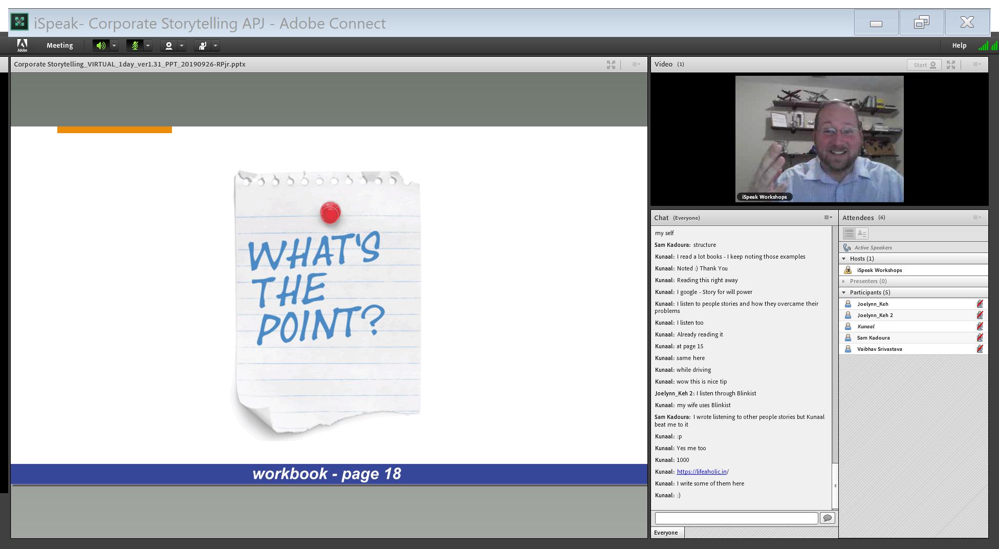 iSpeak- Corporate Storytelling APJ - Adobe Connect
Adobe
Meeting
Help
Corporate Storytelling_VIRTUAL_1day_ver1.31_PPT_20190926-RPjr.pptx
WHAT'S
THE
POINT?
workbook - page 18
Video (1)
Start
iSpeak Workshops
Chat (Everyone)
my self
Sam Kadoura: structure
Kunaal: I read a lot books - I keep noting those examples
Kunaal: Noted :) Thank You
Kunaal: Reading this right away
Kunaal: I google - Story for will power
Kunaal: I listen to people stories and how they overcame their
problems
Kunaal: I listen too
Kunaal: Already reading it
Kunaal: at page 15
Kunaal: same here
Kunaal: while driving
Kunaal: wow this is nice tip
Joelynn_Keh 2: I listen through Blinkist
Kunaal: my wife uses Blinkist
Sam Kadoura: I wrote listening to other people stories but Kunaal
beat me to it
Kunaal: :p
Kunaal: Yes me too
Kunaal: 1000
Kunaal: https://lifeaholic.in/
Kunaal: I write some of them here
Kunaal: :)
Everyone
Attendees (6)
Active Speakers
Hosts (1)
iSpeak Workshops
Presenters (0)
Participants (5)
Joelynn_Keh
Joelynn_Keh 2
Kunaal
Sam Kadoura
Vaibhav Srivastava